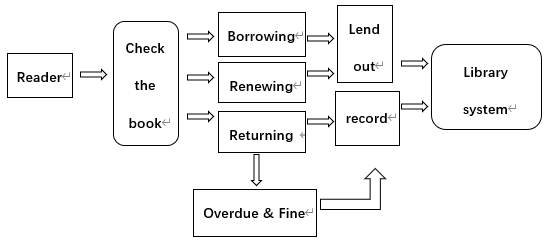 Reader
Check
the
book
Borrowing
Renewing
Returning
Lend
out
record
Library
system
Overdue & Fine